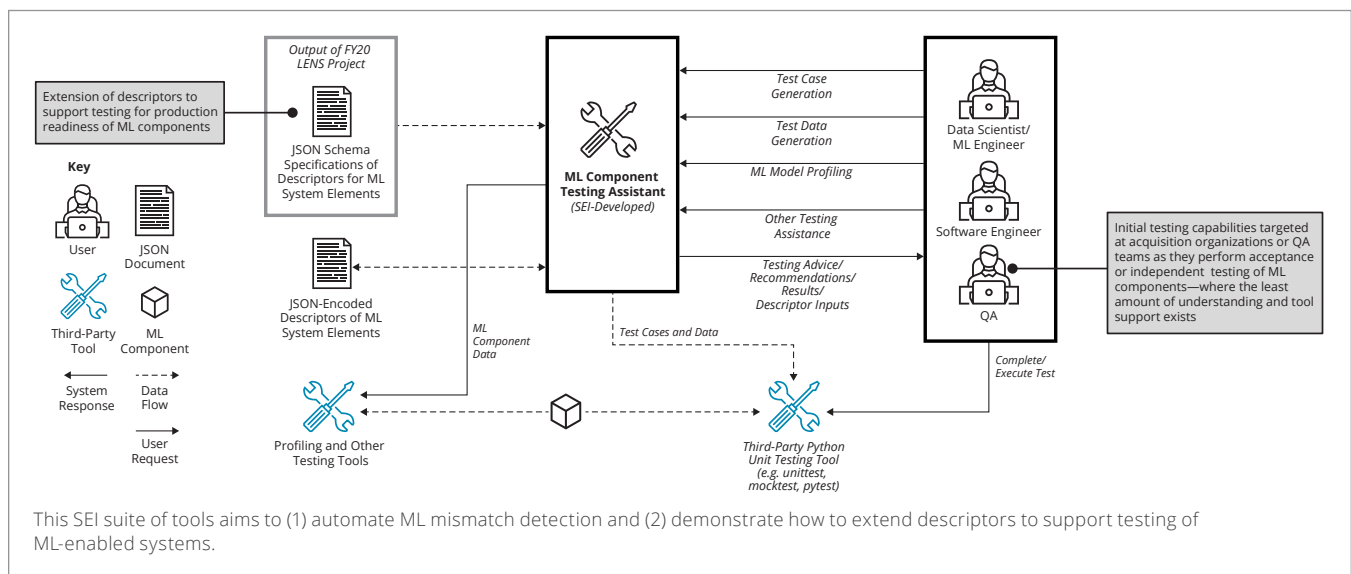 Output of FY20
LENS Project
Extension of descriptors to
support testing for production
readiness of ML components
JSON Schema
Specifications of
Descriptors for ML
System Elements
Key
User
JSON
Document
Third-Party
Tool
ML
Component
System
Response
Data
Flow
User
Request
JSON-Encoded
Descriptors of ML
System Elements
ML Component
Testing Assistant
(SEI-Developed)
Test Case
Generation
Test Data
Generation
ML Model Profiling
Other Testing
Assistance
Testing Advice/
Recommendations/
Results/
Descriptor Inputs
Data Scientist/
ML Engineer
Software Engineer
QA
Initial testing capabilities targeted
at acquisition organizations or QA
teams as they perform acceptance
or independent testing of ML
components—where the least
amount of understanding and tool
support exists
ML
Component
Data
Test Cases and Data
Complete/
Execute Test
Profiling and Other
Testing Tools
Third-Party Python
Unit Testing Tool
(e.g. unittest,
mocktest, pytest)
This SEI suite of tools aims to (1) automate ML mismatch detection and (2) demonstrate how to extend descriptors to support testing of
ML-enabled systems.